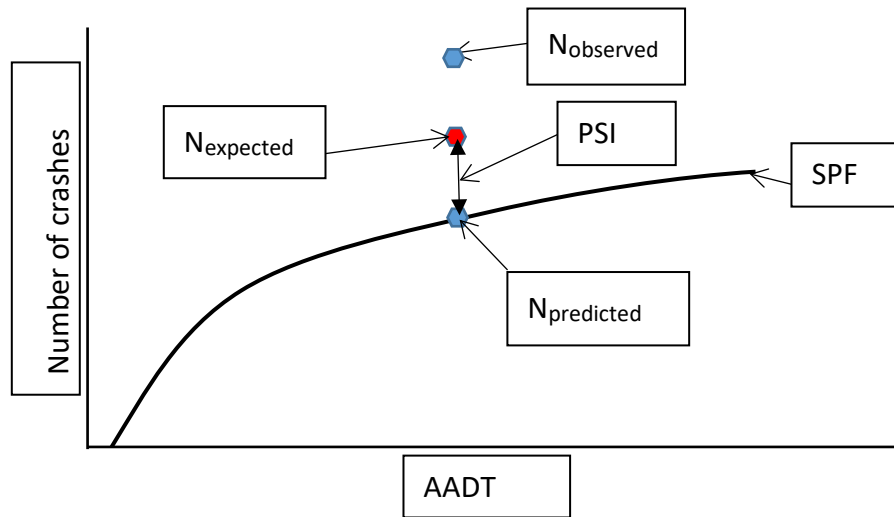 Nobserved
Nexpected
PSI
SPF
Npredicted
Number of crashes
AADT